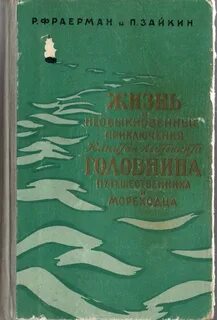 Р. ФРАЕРМАН и П. ЗАЙКИН
ЖИЗНЬ
И
НЕОБЫКНОВЕННЫЕ
ПРИКЛЮЧЕНИЯ
ГОЛОВНИНА
ПУТЕШЕСТВЕННИКА
И
МОРЕХОДЦА